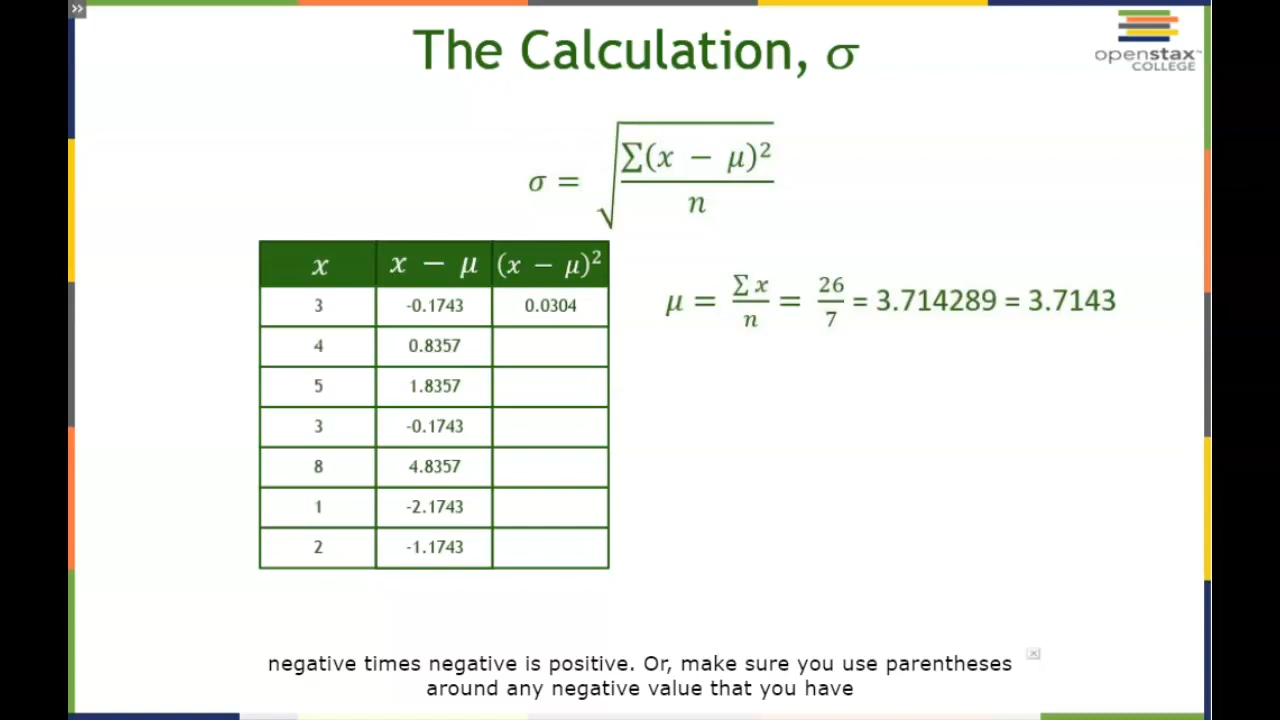 »
The Calculation, σ
openstax™
COLLEGE
σ = √(∑(x − μ)² / n)
x | x − μ | (x − μ)²
3 | -0.1743 | 0.0304
4 | 0.8357
5 | 1.8357
3 | -0.1743
8 | 4.8357
1 | -2.1743
2 | -1.1743
μ = ∑x / n = 26 / 7 = 3.714289 = 3.7143
negative times negative is positive. Or, make sure you use parentheses
around any negative value that you have